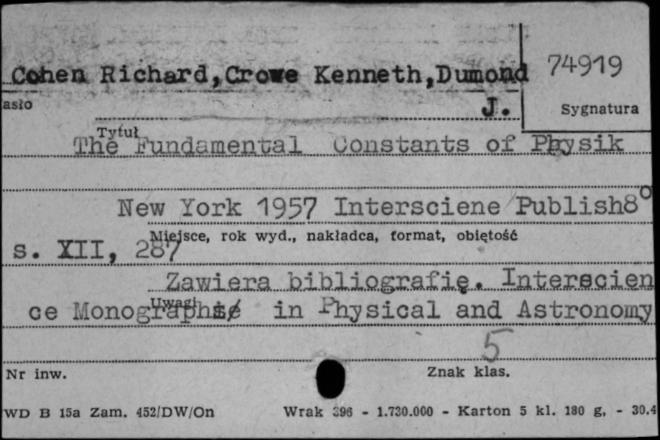 74919
Cohen Richard,Crowe Kenneth,Dumond
asło
J.
Sygnatura
Tytuł
The Fundamental Constants of Physik
New York 1957 Intersciene Publish8°
Miejsce, rok wyd., nakładca, format, objętość
s. XII, 287
Zawiera bibliografię. Interscien
Uwagi
ce Monographie in Physical and Astronomy
5
Nr inw.
Znak klas.
WD B 15a Zam. 452/DW/On Wrak 396 - 1.730.000 - Karton 5 kl. 180 g, - 30.4